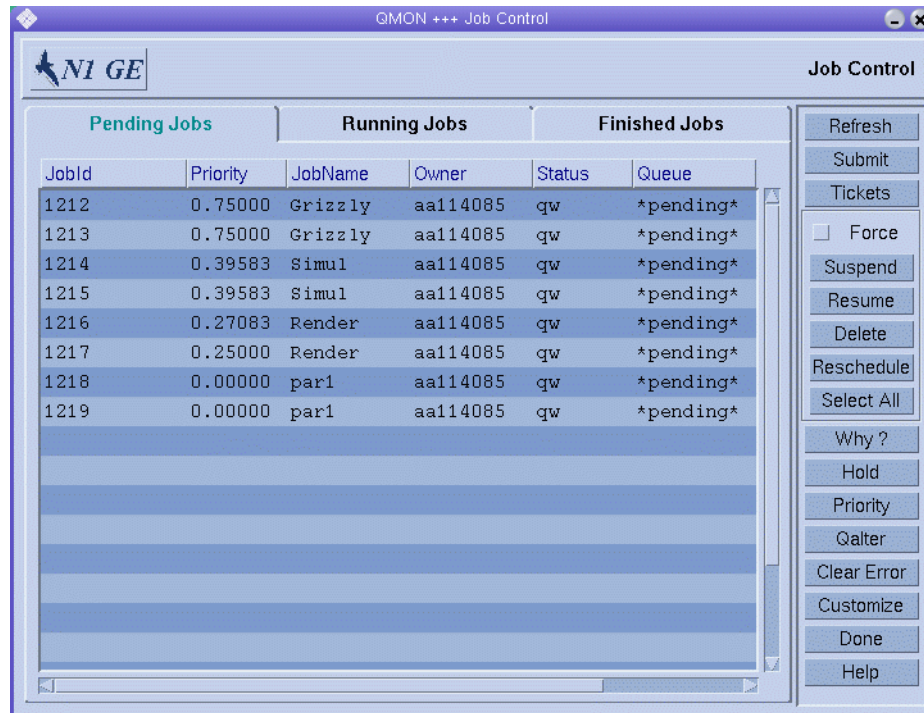 QMON +++ Job Control
N1 GE
Job Control
Pending Jobs Running Jobs Finished Jobs
JobId Priority JobName Owner Status Queue
1212 0.75000 Grizzly aa114085 qw *pending*
1213 0.75000 Grizzly aa114085 qw *pending*
1214 0.39583 Simul aa114085 qw *pending*
1215 0.39583 Simul aa114085 qw *pending*
1216 0.27083 Render aa114085 qw *pending*
1217 0.25000 Render aa114085 qw *pending*
1218 0.00000 par1 aa114085 qw *pending*
1219 0.00000 par1 aa114085 qw *pending*
Refresh
Submit
Tickets
Force
Suspend
Resume
Delete
Reschedule
Select All
Why ?
Hold
Priority
Qalter
Clear Error
Customize
Done
Help